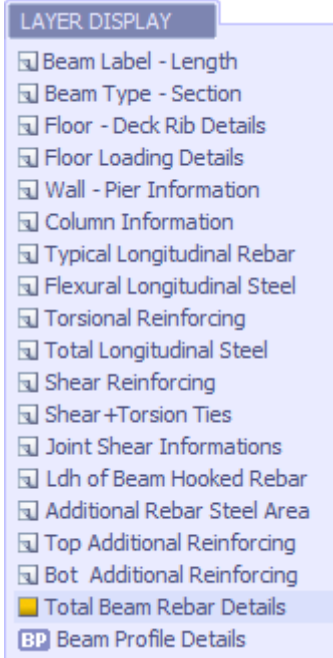 LAYER DISPLAY
Beam Label - Length
Beam Type - Section
Floor - Deck Rib Details
Floor Loading Details
Wall - Pier Information
Column Information
Typical Longitudinal Rebar
Flexural Longitudinal Steel
Torsional Reinforcing
Total Longitudinal Steel
Shear Reinforcing
Shear+Torsion Ties
Joint Shear Informations
Ldh of Beam Hooked Rebar
Additional Rebar Steel Area
Top Additional Reinforcing
Bot Additional Reinforcing
Total Beam Rebar Details
BP Beam Profile Details